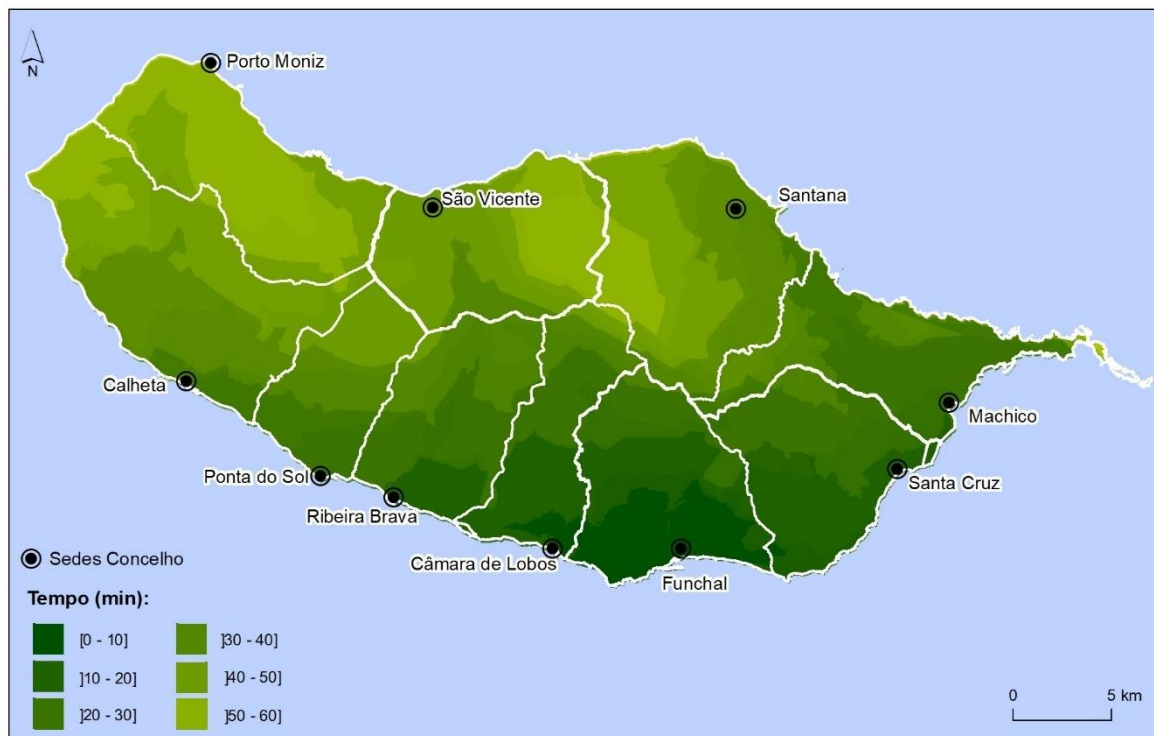 N
Porto Moniz
São Vicente
Santana
Calheta
Machico
Ponta do Sol
Santa Cruz
Ribeira Brava
Câmara de Lobos
Funchal
Sedes Concelho
Tempo (min):
[0 - 10]
]10 - 20]
]20 - 30]
]30 - 40]
]40 - 50]
]50 - 60]
0 5 km